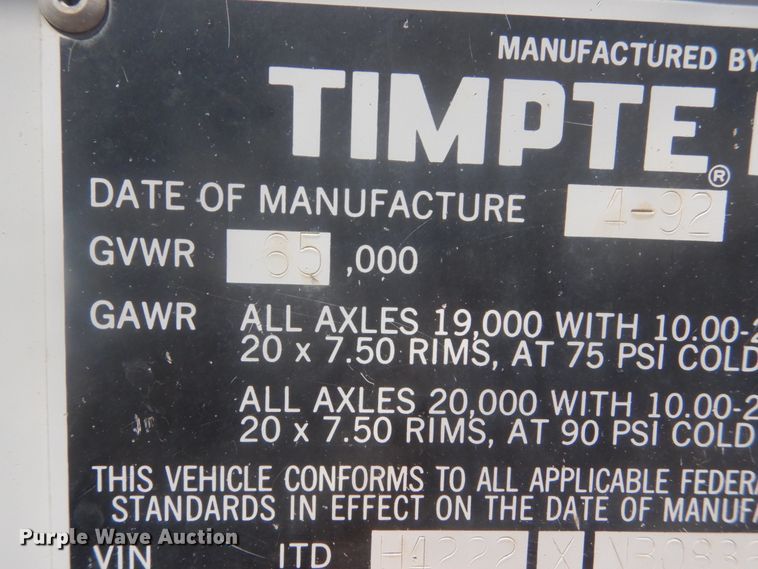 MANUFACTURED BY
TIMPTE
®
DATE OF MANUFACTURE 4-92
GVWR 65 ,000
GAWR ALL AXLES 19,000 WITH 10.00-2
20 x 7.50 RIMS, AT 75 PSI COLD
ALL AXLES 20,000 WITH 10.00-2
20 x 7.50 RIMS, AT 90 PSI COLD
THIS VEHICLE CONFORMS TO ALL APPLICABLE FEDERA
STANDARDS IN EFFECT ON THE DATE OF MANUFA
VIN ITD H4222 X
Purple Wave Auction